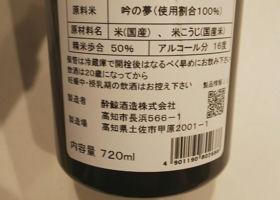 原料米 吟の夢(使用割合100%)
原材料名 米(国産)、米こうじ(国産米)
精米歩合 50% アルコール分 16度
保管は冷蔵庫で開栓後はなるべく早めにお飲み下さい
飲酒は20歳になってから
妊娠中・授乳期の飲酒はお控え下さい
製造者 酔鯨酒造株式会社
高知市長浜566-1
製造場 高知県土佐市甲原2001-1
内容量 720ml
商品情報